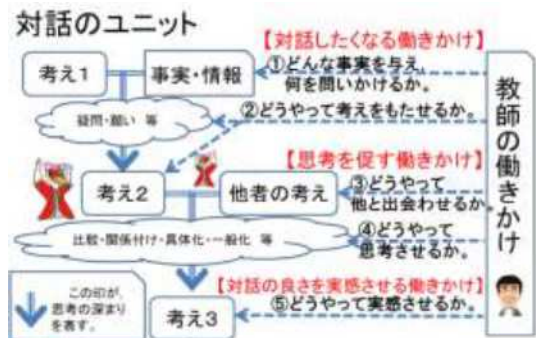 対話のユニット
【対話したくなる働きかけ】
考え1
事実・情報
①どんな事実を与え、
何を問いかけるか。
②どうやって考えをもたせるか。
疑問・願い 等
【思考を促す働きかけ】
考え2
他者の考え
③どうやって
他と出会わせるか。
④どうやって
思考させるか。
比較・関係付け・具体化・一般化 等
【対話の良さを実感させる働きかけ】
⑤どうやって実感させるか。
考え3
この印が、
思考の深まり
を表す。
教師の働きかけ